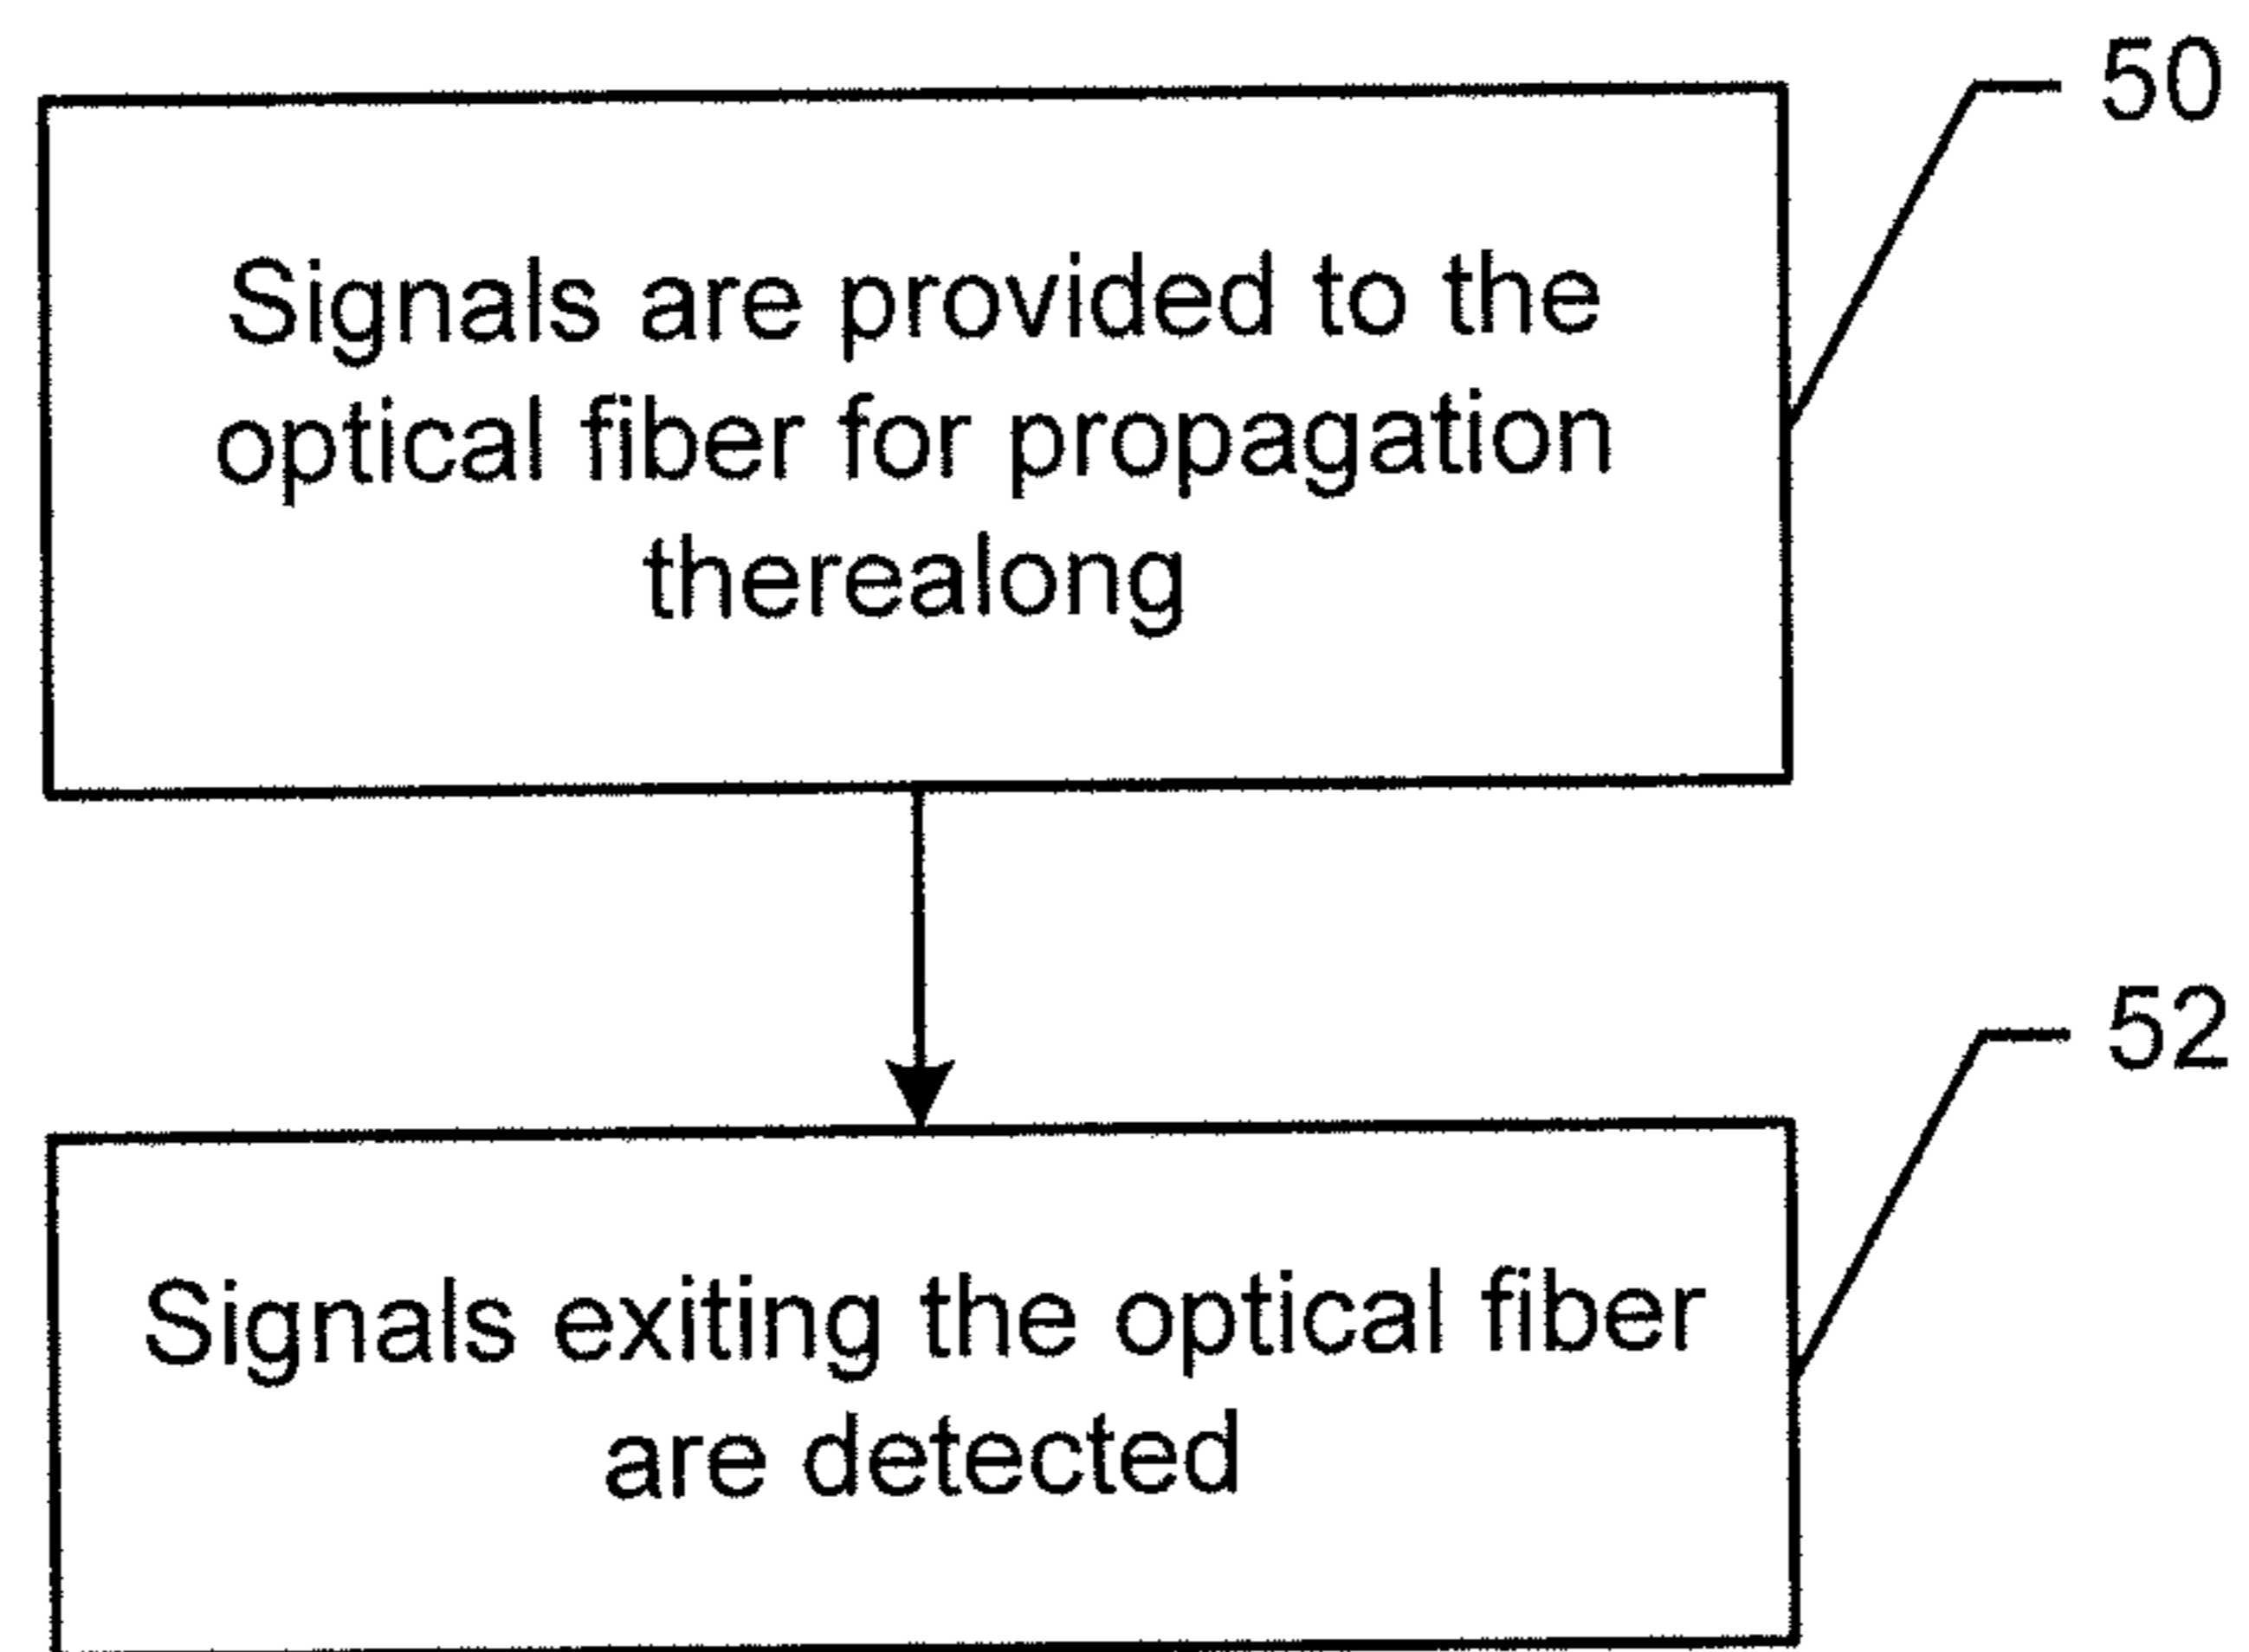 50
Signals are provided to the
optical fiber for propagation
therealong
52
Signals exiting the optical fiber
are detected